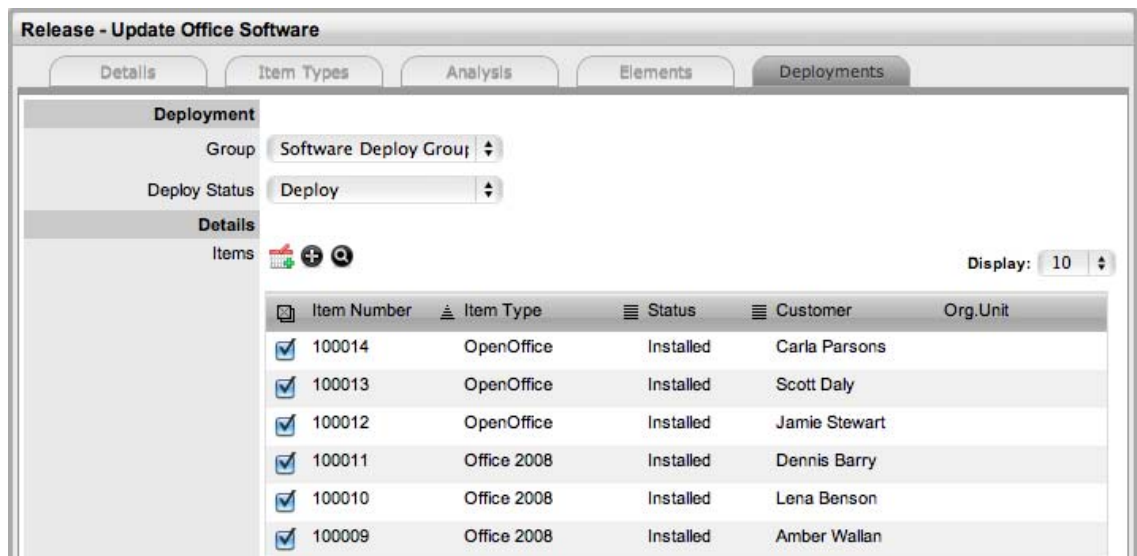 Release - Update Office Software
Details Item Types Analysis Elements Deployments
Deployment
Group Software Deploy Group
Deploy Status Deploy
Details
Items
Display: 10
Item Number Item Type Status Customer Org.Unit
100014 OpenOffice Installed Carla Parsons
100013 OpenOffice Installed Scott Daly
100012 OpenOffice Installed Jamie Stewart
100011 Office 2008 Installed Dennis Barry
100010 Office 2008 Installed Lena Benson
100009 Office 2008 Installed Amber Wallan